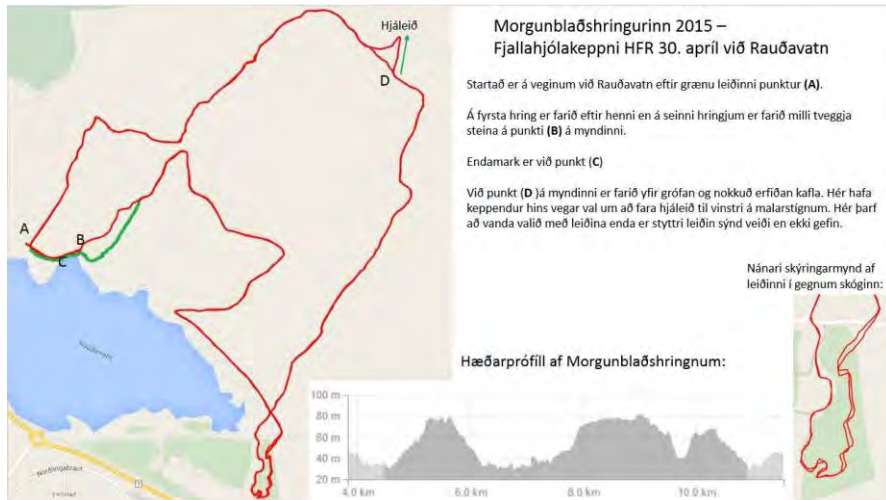 Morgunblaðshringurinn 2015 –
Fjallahjólakeppni HFR 30. apríl við Rauðavatn
Startað er á veginum við Rauðavatn eftir grænu leiðinni punktur (A).
Á fyrsta hring er farið eftir henni en á seinni hringjum er farið milli tveggja
steina á punkti (B) á myndinni.
Endamark er við punkt (C)
Við punkt (D )á myndinni er farið yfir grófan og nokkuð erfiðan kafla. Hér hafa
keppendur hins vegar val um að fara hjáleið til vinstri á malarstígnum. Hér þarf
að vanda valið með leiðina enda er styttri leiðin sýnd veiði en ekki gefin.
Nánari skýringarmynd af
leiðinni í gegnum skóginn:
Hæðarprófíll af Morgunblaðshringnum:
100 m
80 m
60 m
40 m
20 m
4.0 km
6.0 km
8.0 km
10.0 km
Hjáleið
D
A
B
C
Rauðavatn